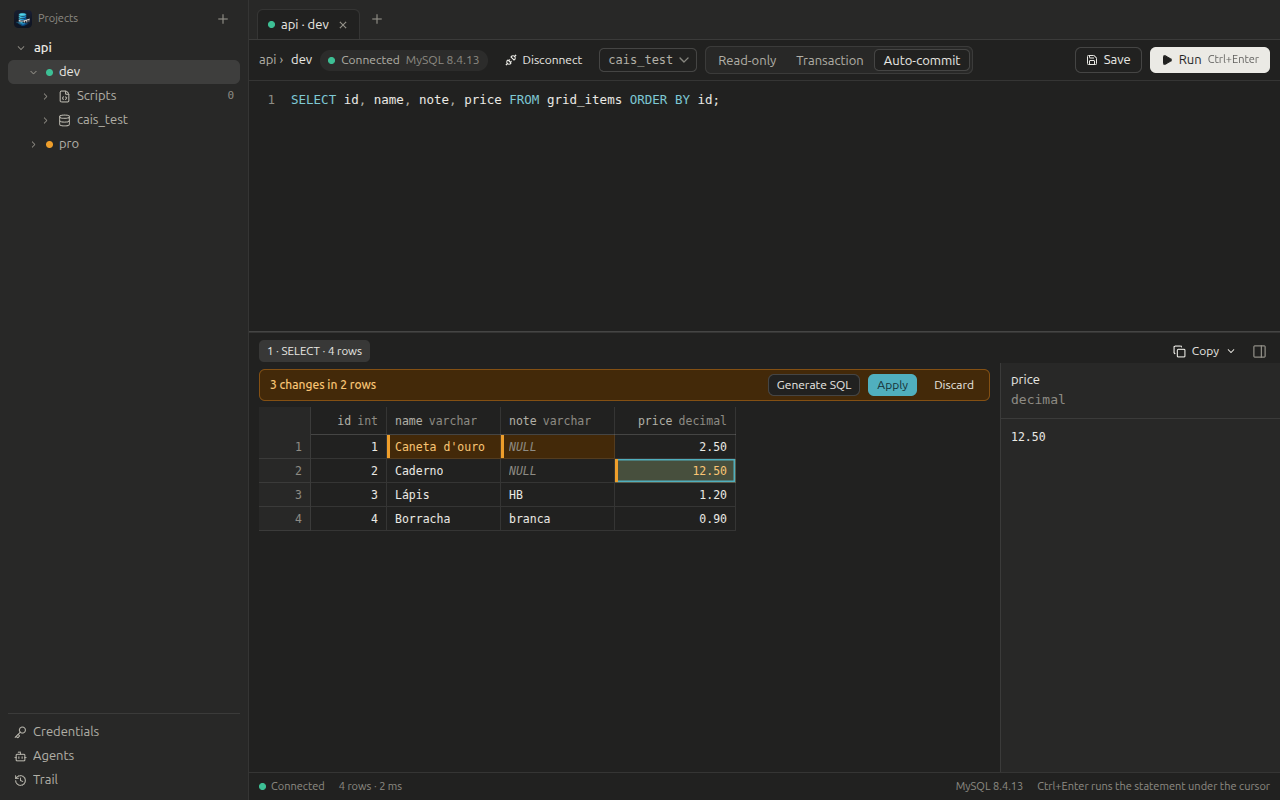 Projects
api
dev
Scripts 0
cais_test
pro
Credentials
Agents
Trail
api · dev
api › dev Connected MySQL 8.4.13 Disconnect cais_test Read-only Transaction Auto-commit Save Run Ctrl+Enter
1 SELECT id, name, note, price FROM grid_items ORDER BY id;
1 · SELECT · 4 rows Copy
3 changes in 2 rows Generate SQL Apply Discard
id int name varchar note varchar price decimal
1 1 Caneta d'ouro NULL 2.50
2 2 Caderno NULL 12.50
3 3 Lápis HB 1.20
4 4 Borracha branca 0.90
price
decimal
12.50
Connected 4 rows · 2 ms MySQL 8.4.13 Ctrl+Enter runs the statement under the cursor